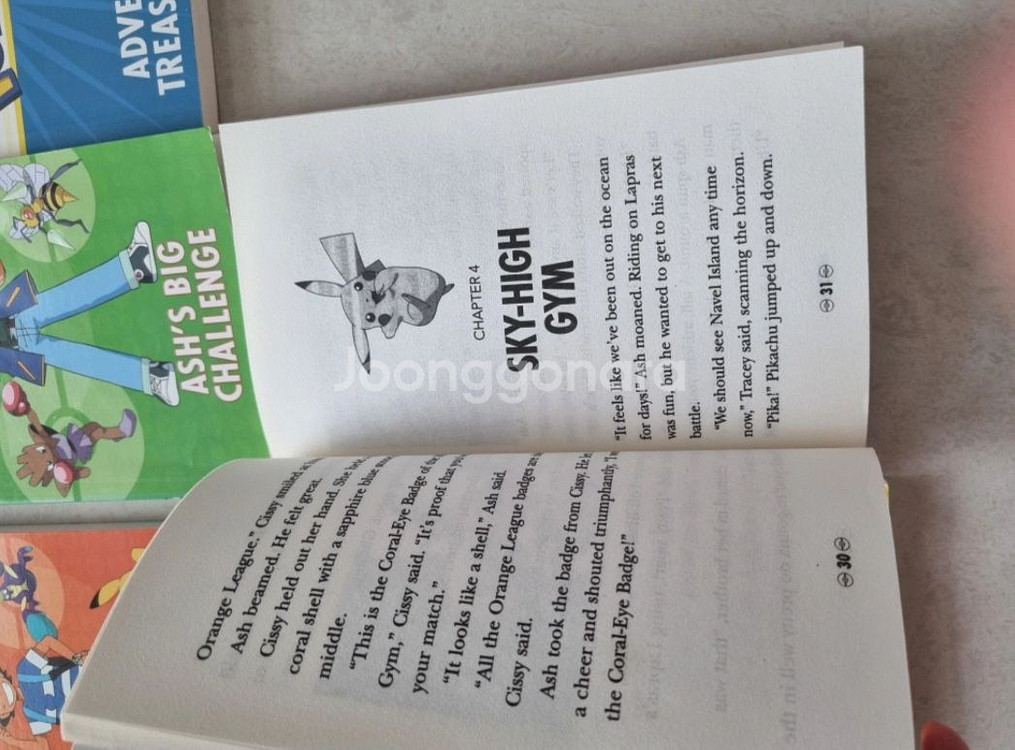 ADVE
TREAS
ASH'S BIG
CHALLENGE
Orange League." Cissy smiled
Ash beamed. He felt great.
Cissy held out her hand. She
coral shell with a sapphire blue
middle.
"This is the Coral-Eye Badge of
Gym," Cissy said. "It's proof that you
your match."
"It looks like a shell," Ash said.
"All the Orange League badges are
Cissy said.
Ash took the badge from Cissy. He
a cheer and shouted triumphantly,
the Coral-Eye Badge!"
30
CHAPTER 4
SKY-HIGH
GYM
"It feels like we've been out on the ocean
for days!" Ash moaned. Riding on Lapras
was fun, but he wanted to get to his next
battle.
"We should see Navel Island any time
now," Tracey said, scanning the horizon.
"Pika!" Pikachu jumped up and down.
31
Joonggonara